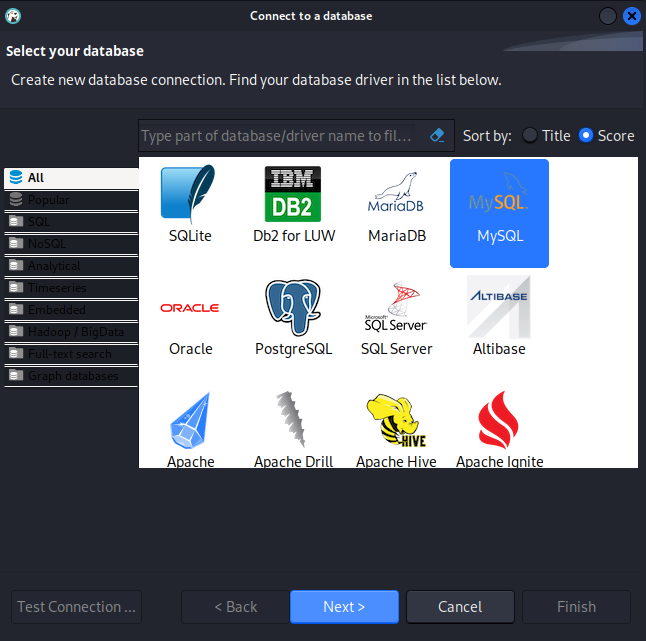 Connect to a database
Select your database
Create new database connection. Find your database driver in the list below.
Type part of database/driver name to fil...
Sort by: Title Score
All
Popular
SQL
NoSQL
Analytical
Timeseries
Embedded
Hadoop / BigData
Full-text search
Graph databases
IBM
DB2
MariaDB
MySQL
SQLite Db2 for LUW MariaDB MySQL
ORACLE
Microsoft
SQL Server
ALTIBASE
Oracle PostgreSQL SQL Server Altibase
HIVE
Apache Apache Drill Apache Hive Apache Ignite
Test Connection ... < Back Next > Cancel Finish